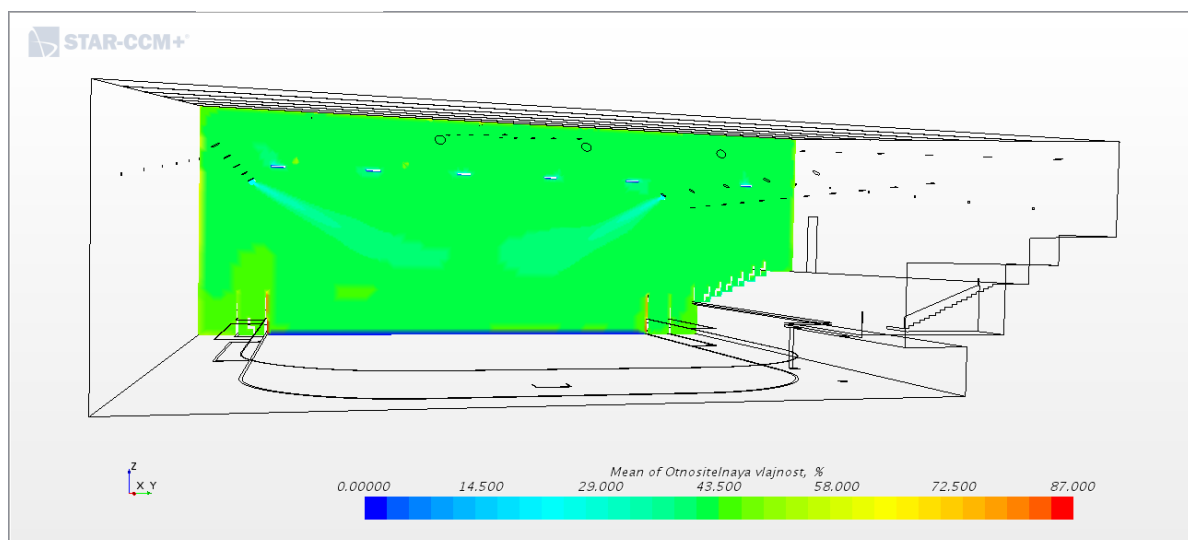 STAR-CCM+®
Z
X Y
Mean of Otnositelnaya vlajnost, %
0.00000 14.500 29.000 43.500 58.000 72.500 87.000